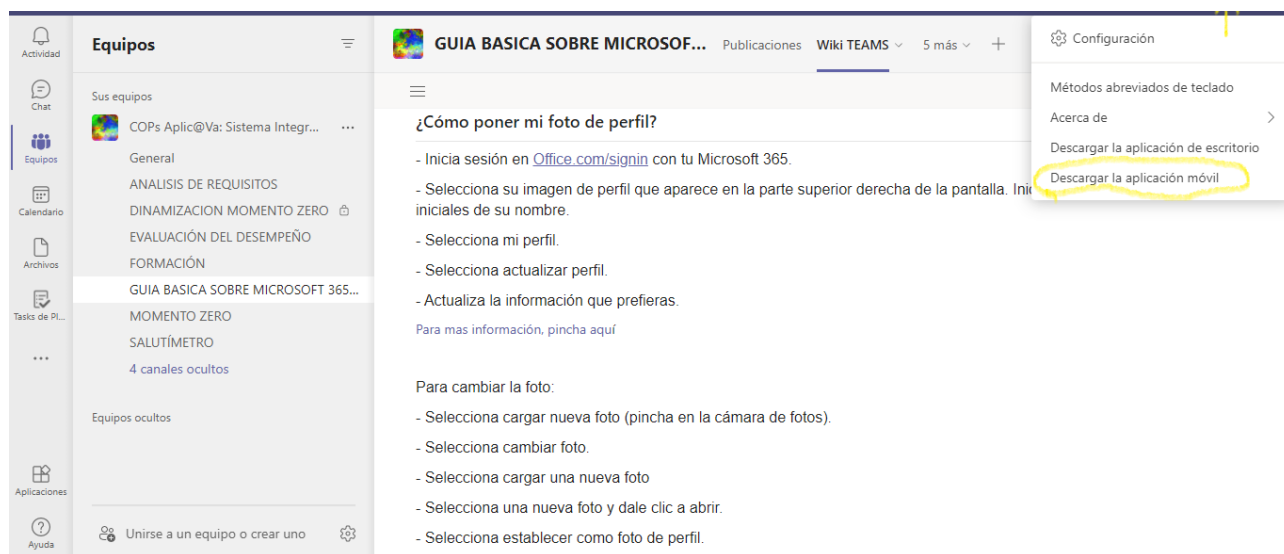 Actividad
Chat
Equipos
Calendario
Archivos
Tasks de Pl...
Aplicaciones
Ayuda
Equipos
Sus equipos
COPs Aplic@Va: Sistema Integr...
General
ANALISIS DE REQUISITOS
DINAMIZACION MOMENTO ZERO
EVALUACIÓN DEL DESEMPEÑO
FORMACIÓN
GUIA BASICA SOBRE MICROSOFT 365...
MOMENTO ZERO
SALUTÍMETRO
4 canales ocultos
Equipos ocultos
Unirse a un equipo o crear uno
GUIA BASICA SOBRE MICROSOF... Publicaciones Wiki TEAMS 5 más
¿Cómo poner mi foto de perfil?
- Inicia sesión en Office.com/signin con tu Microsoft 365.
- Selecciona su imagen de perfil que aparece en la parte superior derecha de la pantalla.
iniciales de su nombre.
- Selecciona mi perfil.
- Selecciona actualizar perfil.
- Actualiza la información que prefieras.
Para mas información, pincha aquí
Para cambiar la foto:
- Selecciona cargar nueva foto (pincha en la cámara de fotos).
- Selecciona cambiar foto.
- Selecciona cargar una nueva foto
- Selecciona una nueva foto y dale clic a abrir.
- Selecciona establecer como foto de perfil.
Configuración
Métodos abreviados de teclado
Acerca de
Descargar la aplicación de escritorio
Descargar la aplicación móvil